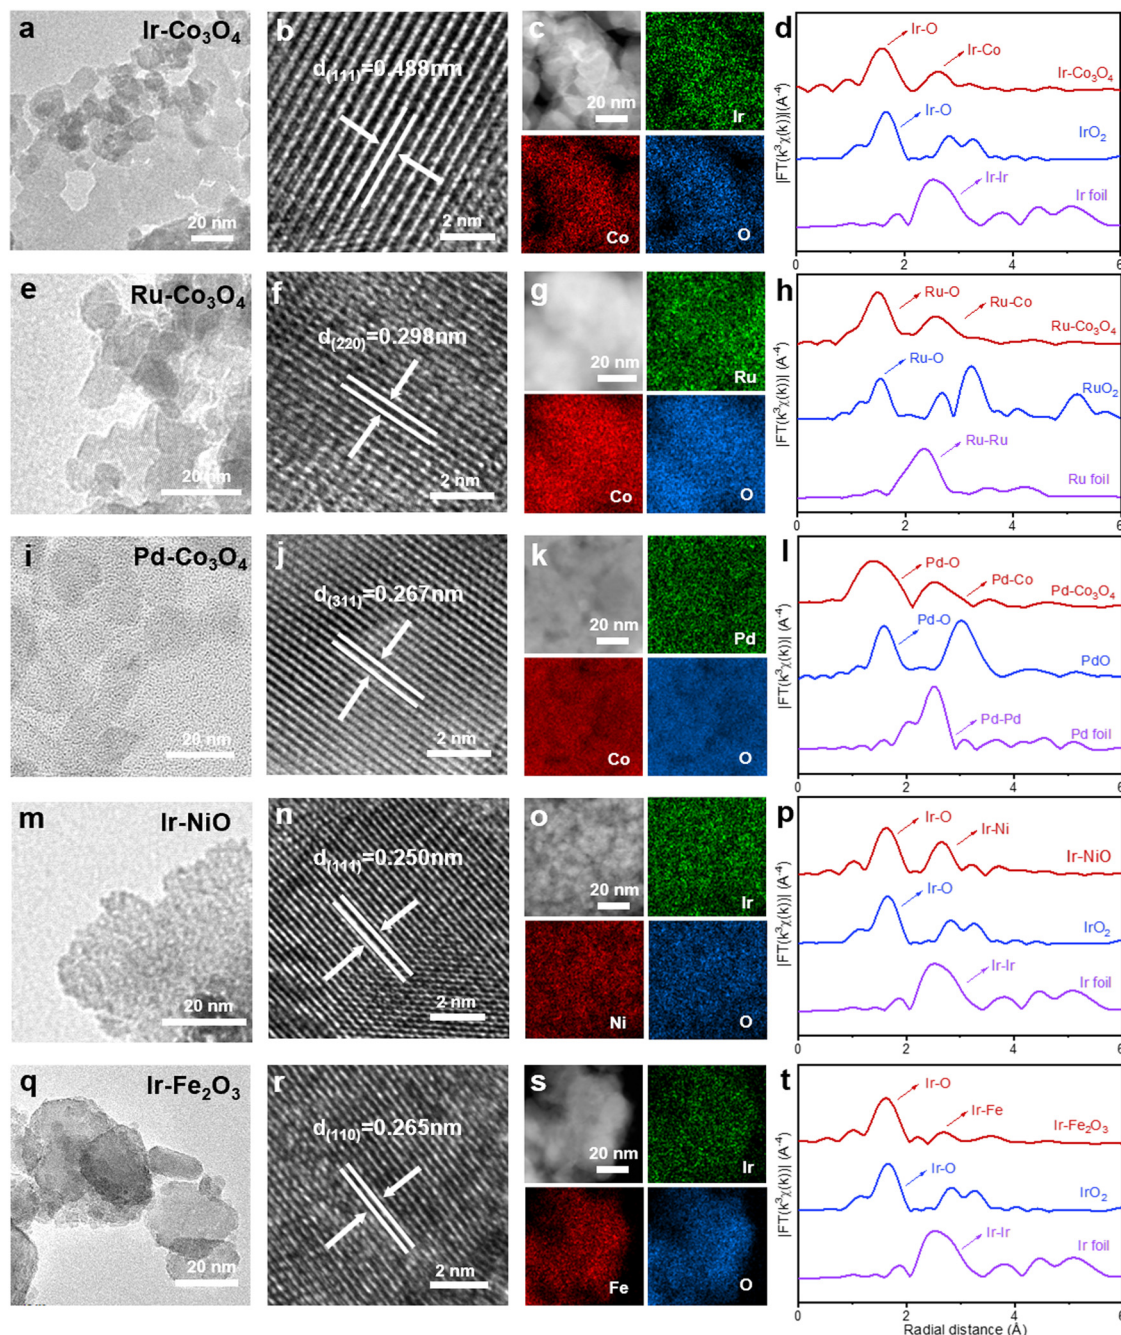 a Ir-Co₃O₄
20 nm
b
d₍₁₁₁₎=0.488nm
2 nm
c
20 nm
Ir
Co
O
d
Ir-O
Ir-Co
Ir-Co₃O₄
Ir-O
IrO₂
Ir-Ir
Ir foil
|FT(k³χ(k))|(A⁻⁴)
0 2 4 6
e Ru-Co₃O₄
20 nm
f
d₍₂₂₀₎=0.298nm
2 nm
g
20 nm
Ru
Co
O
h
Ru-O
Ru-Co
Ru-Co₃O₄
Ru-O
RuO₂
Ru-Ru
Ru foil
|FT(k³χ(k))| (A⁻⁴)
0 2 4 6
i Pd-Co₃O₄
20 nm
j
d₍₃₁₁₎=0.267nm
2 nm
k
20 nm
Pd
Co
O
l
Pd-O
Pd-Co
Pd-Co₃O₄
Pd-O
PdO
Pd-Pd
Pd foil
|FT(k³χ(k))| (A⁻⁴)
0 2 4 6
m Ir-NiO
20 nm
n
d₍₁₁₁₎=0.250nm
2 nm
o
20 nm
Ir
Ni
O
p
Ir-O
Ir-Ni
Ir-NiO
Ir-O
IrO₂
Ir-Ir
Ir foil
|FT(k³χ(k))| (A⁻⁴)
0 2 4 6
q Ir-Fe₂O₃
20 nm
r
d₍₁₁₀₎=0.265nm
2 nm
s
20 nm
Ir
Fe
O
t
Ir-O
Ir-Fe
Ir-Fe₂O₃
Ir-O
IrO₂
Ir-Ir
Ir foil
|FT(k³χ(k))| (A⁻⁴)
0 2 4 6
Radial distance (Å)